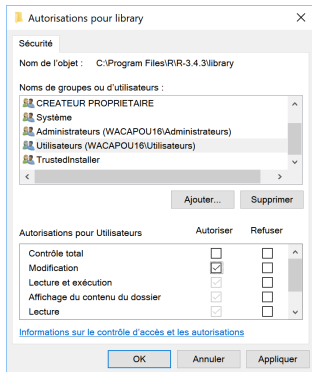 Autorisations pour library
Sécurité
Nom de l'objet : C:\Program Files\R\R-3.4.3\library
Noms de groupes ou d'utilisateurs :
CREATEUR PROPRIETAIRE
Système
Administrateurs (WACAPOU16\Administrateurs)
Utilisateurs (WACAPOU16\Utilisateurs)
TrustedInstaller
Ajouter... Supprimer
Autorisations pour Utilisateurs Autoriser Refuser
Contrôle total
Modification
Lecture et exécution
Affichage du contenu du dossier
Lecture
Informations sur le contrôle d'accès et les autorisations
OK Annuler Appliquer